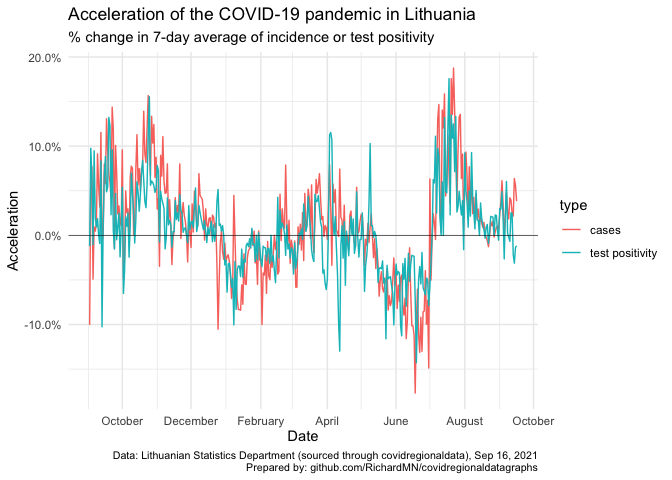 Acceleration of the COVID-19 pandemic in Lithuania
% change in 7-day average of incidence or test positivity
20.0%
10.0%
0.0%
-10.0%
Acceleration
October December February April June August October
Date
type
cases
test positivity
Data: Lithuanian Statistics Department (sourced through covidregionaldata), Sep 16, 2021
Prepared by: github.com/RichardMN/covidregionaldatagraphs